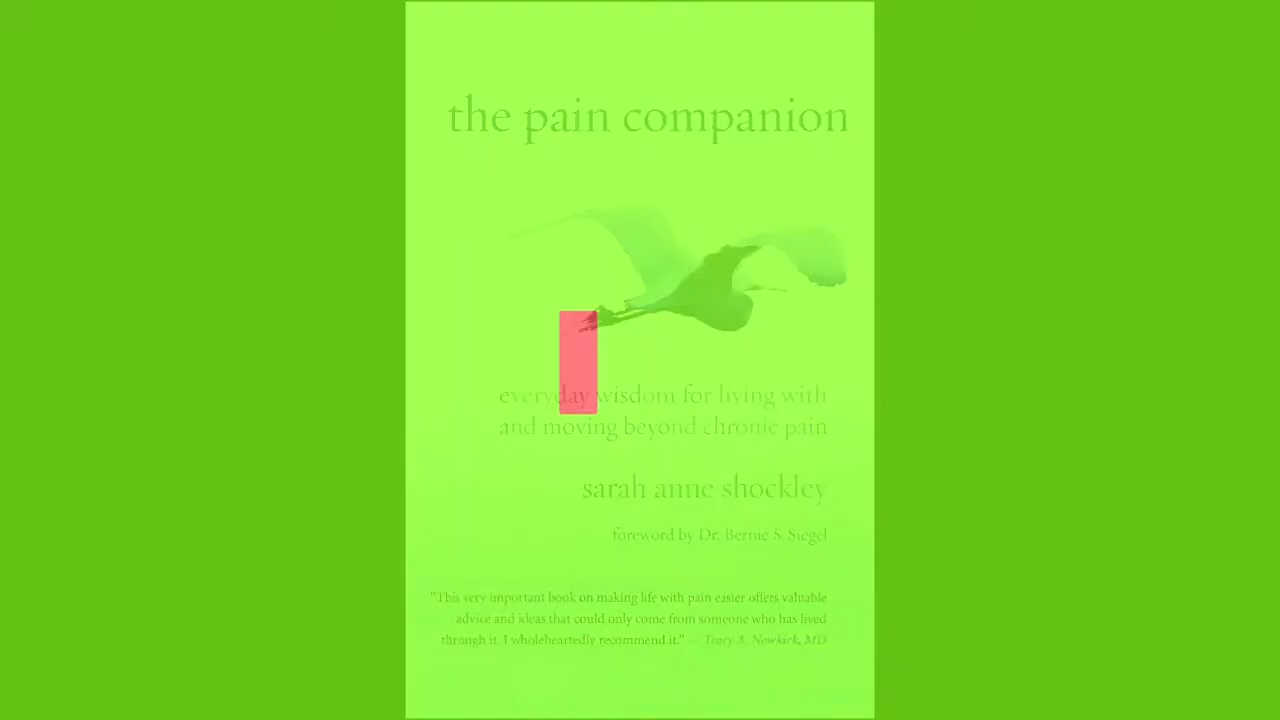 the pain companion
everyday wisdom for living with
and moving beyond chronic pain
sarah anne shockley
foreword by Dr. Bernie S. Siegel
"This very important book on making life with pain easier offers valuable
advice and ideas that could only come from someone who has lived
through it. I wholeheartedly recommend it." — Tracy A. Newkirk, MD